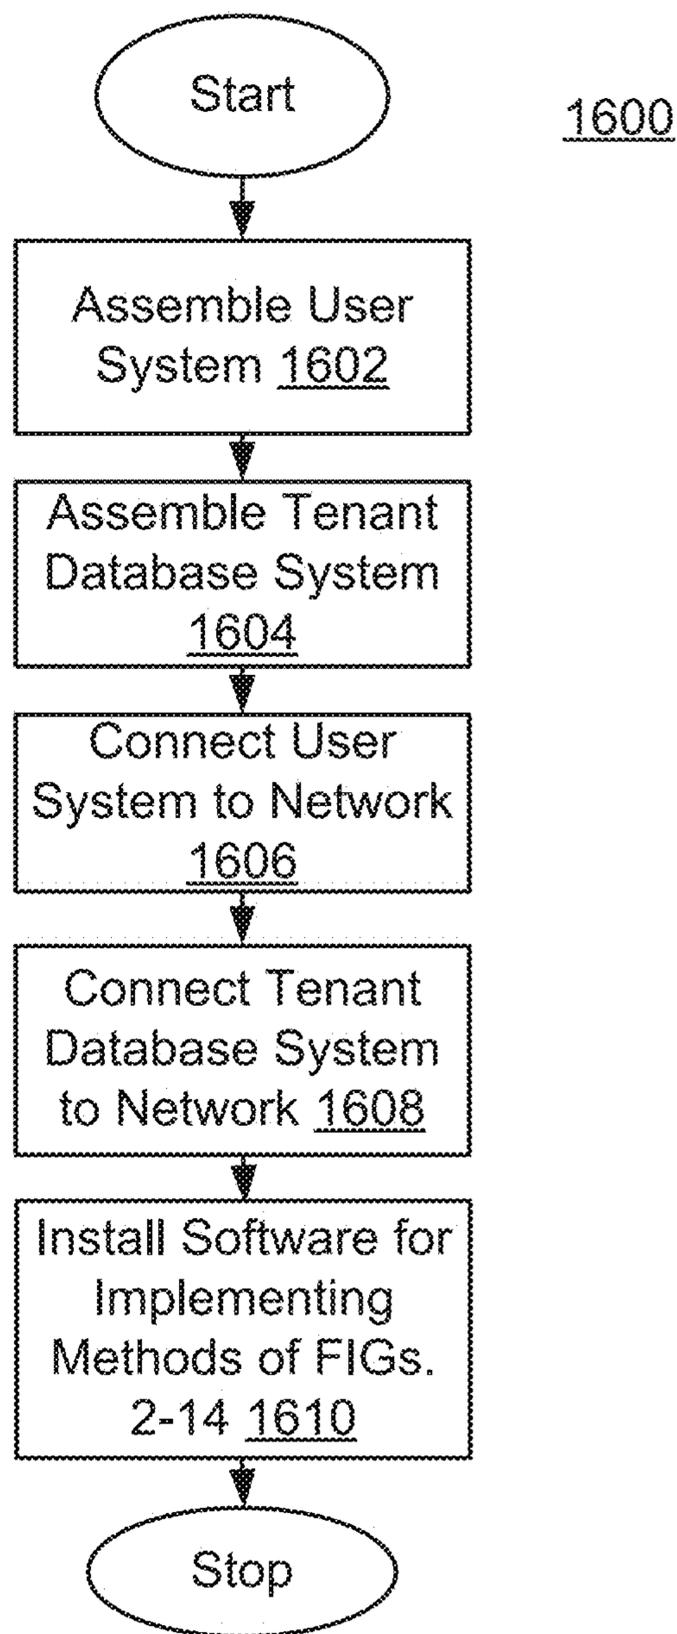 Start
1600
Assemble User
System 1602
Assemble Tenant
Database System
1604
Connect User
System to Network
1606
Connect Tenant
Database System
to Network 1608
Install Software for
Implementing
Methods of FIGs.
2-14 1610
Stop